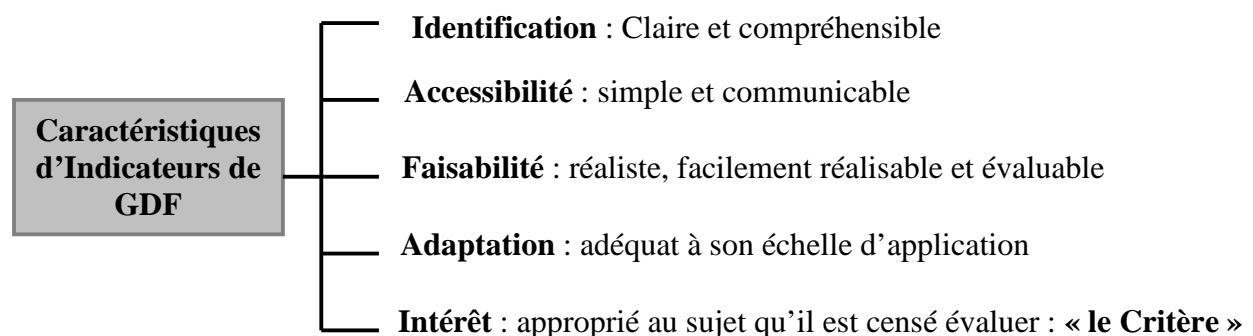 Identification : Claire et compréhensible
Accessibilité : simple et communicable
Caractéristiques
d’Indicateurs de
GDF
Faisabilité : réaliste, facilement réalisable et évaluable
Adaptation : adéquat à son échelle d’application
Intérêt : approprié au sujet qu’il est censé évaluer : « le Critère »